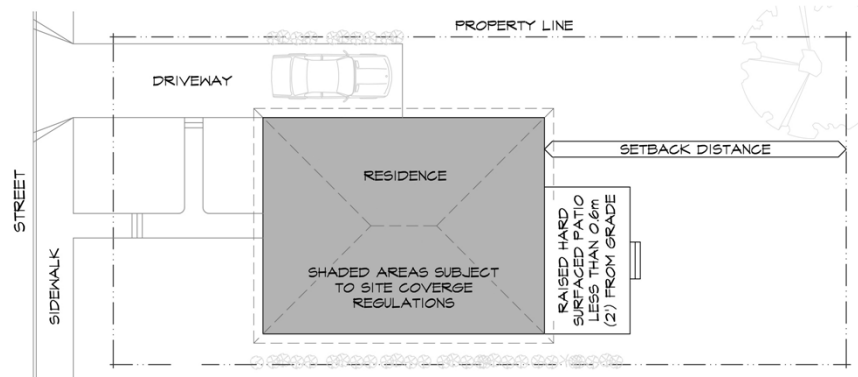 PROPERTY LINE
DRIVEWAY
SETBACK DISTANCE
RESIDENCE
STREET
SIDEWALK
SHADED AREAS SUBJECT
TO SITE COVERGE
REGULATIONS
RAISED HARD
SURFACED PATIO
LESS THAN 0.6m
(2') FROM GRADE